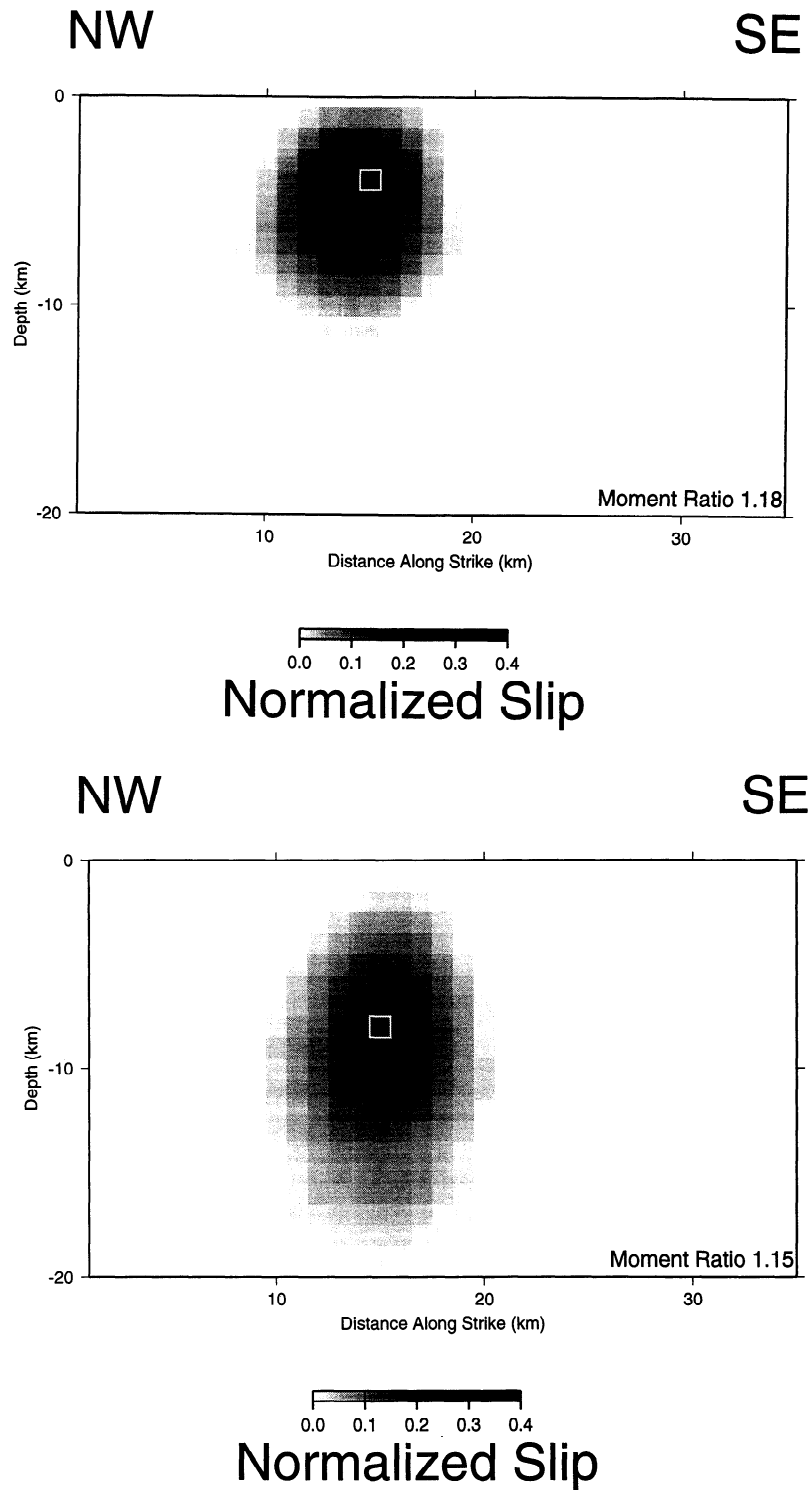 NW SE
0
Depth (km)
-10
-20
Moment Ratio 1.18
10 20 30
Distance Along Strike (km)
0.0 0.1 0.2 0.3 0.4
Normalized Slip
NW SE
0
Depth (km)
-10
-20
Moment Ratio 1.15
10 20 30
Distance Along Strike (km)
0.0 0.1 0.2 0.3 0.4
Normalized Slip